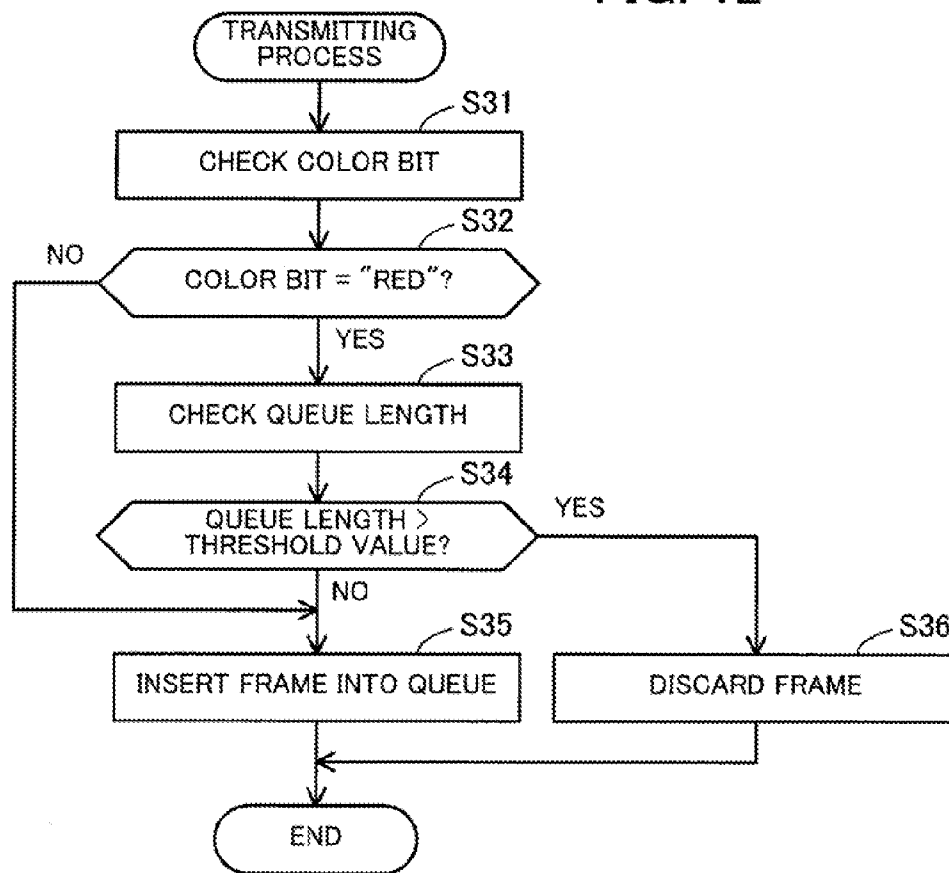 TRANSMITTING
PROCESS
S31
CHECK COLOR BIT
S32
NO
COLOR BIT = "RED"?
YES
S33
CHECK QUEUE LENGTH
S34
QUEUE LENGTH >
THRESHOLD VALUE?
YES
NO
S35
INSERT FRAME INTO QUEUE
S36
DISCARD FRAME
END